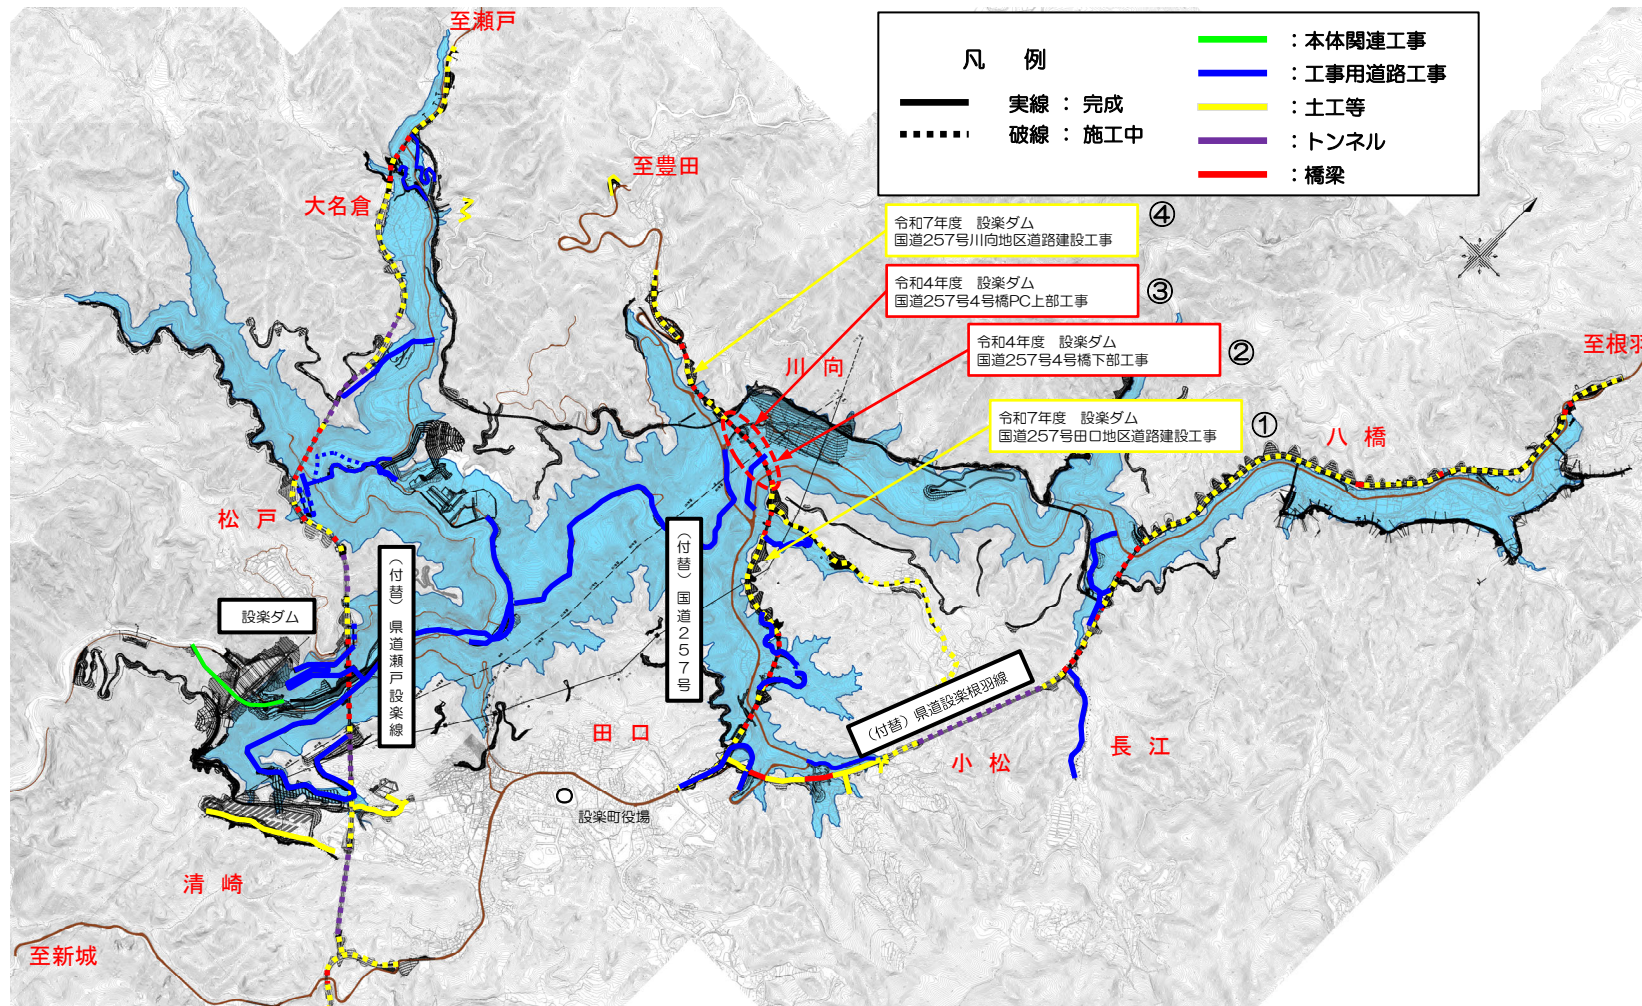 至瀬戸
凡 例
実線 ： 完成
破線 ： 施工中
：本体関連工事
：工事用道路工事
：土工等
：トンネル
：橋梁
至豊田
大名倉
令和7年度 設楽ダム
国道257号川向地区道路建設工事
④
令和4年度 設楽ダム
国道257号4号橋PC上部工事
③
令和4年度 設楽ダム
国道257号4号橋下部工事
②
川 向
至根羽
令和7年度 設楽ダム
国道257号田口地区道路建設工事
①
八 橋
松 戸
（付替）県道瀬戸設楽線
（付替）国道257号
設楽ダム
（付替）県道設楽根羽線
田 口
小 松
長 江
設楽町役場
清 崎
至新城